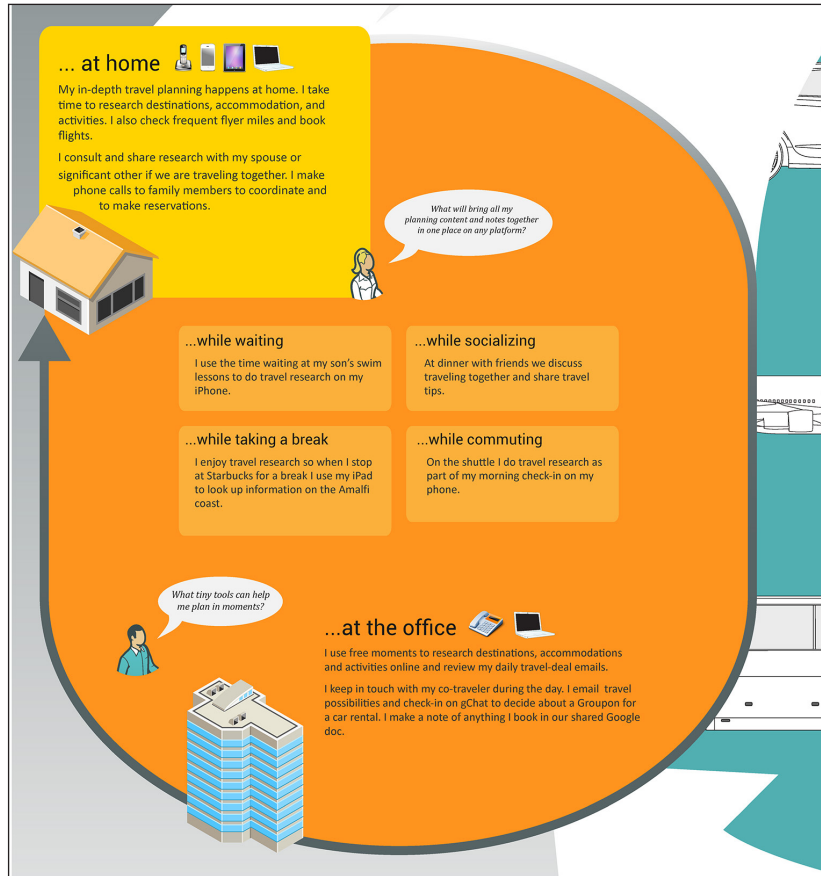 ... at home
My in-depth travel planning happens at home. I take
time to research destinations, accommodation, and
activities. I also check frequent flyer miles and book
flights.
I consult and share research with my spouse or
significant other if we are traveling together. I make
phone calls to family members to coordinate and
to make reservations.
What will bring all my
planning content and notes together
in one place on any platform?
...while waiting
I use the time waiting at my son's swim
lessons to do travel research on my
iPhone.
...while socializing
At dinner with friends we discuss
traveling together and share travel
tips.
...while taking a break
I enjoy travel research so when I stop
at Starbucks for a break I use my iPad
to look up information on the Amalfi
coast.
...while commuting
On the shuttle I do travel research as
part of my morning check-in on my
phone.
What tiny tools can help
me plan in moments?
...at the office
I use free moments to research destinations, accommodations
and activities online and review my daily travel-deal emails.
I keep in touch with my co-traveler during the day. I email travel
possibilities and check-in on gChat to decide about a Groupon for
a car rental. I make a note of anything I book in our shared Google
doc.